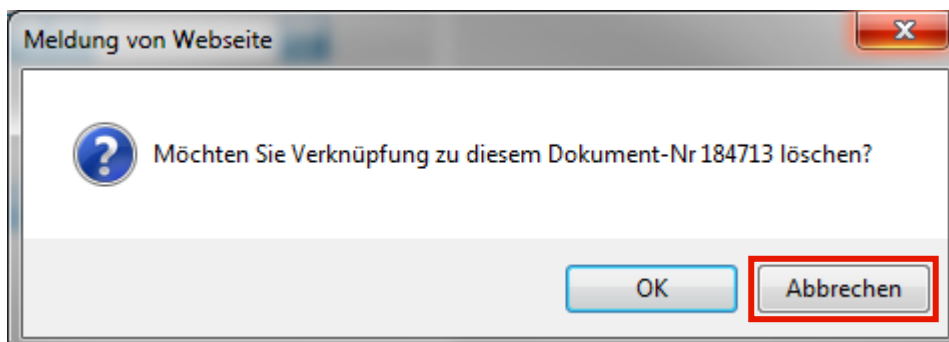 Meldung von Webseite
Möchten Sie Verknüpfung zu diesem Dokument-Nr 184713 löschen?
OK
Abbrechen